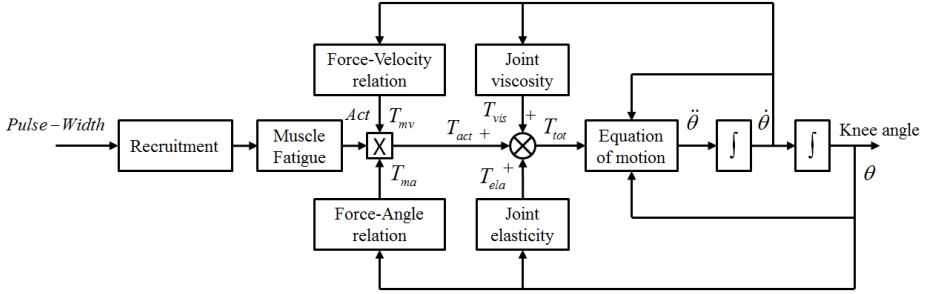 Force-Velocity
relation
Joint
viscosity
Act
T_mv
T_vis
+
Pulse-Width
Recruitment
Muscle
Fatigue
X
T_act
+
T_tot
Equation
of motion
θ̈
∫
θ̇
∫
Knee angle
θ
T_ma
T_ela
+
Force-Angle
relation
Joint
elasticity